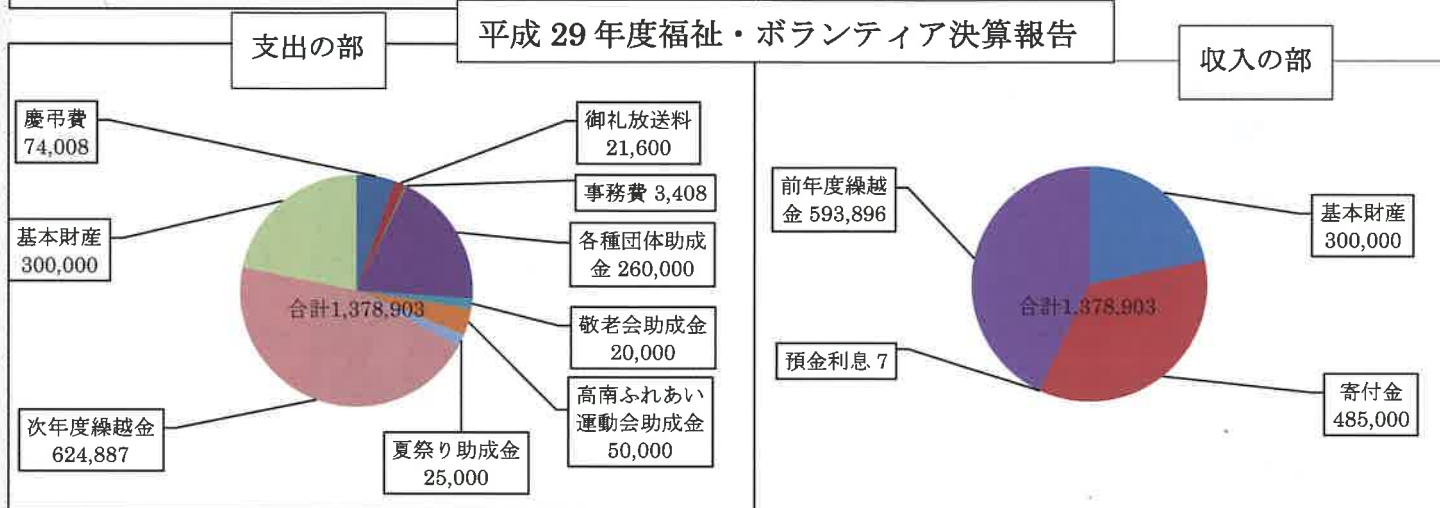 平成 29 年度福祉・ボランティア決算報告
支出の部
慶弔費
74,008
御礼放送料
21,600
事務費 3,408
各種団体助成
金 260,000
敬老会助成金
20,000
高南ふれあい
運動会助成金
50,000
夏祭り助成金
25,000
次年度繰越金
624,887
基本財産
300,000
合計1,378,903
収入の部
前年度繰越
金 593,896
基本財産
300,000
合計1,378,903
預金利息 7
寄付金
485,000